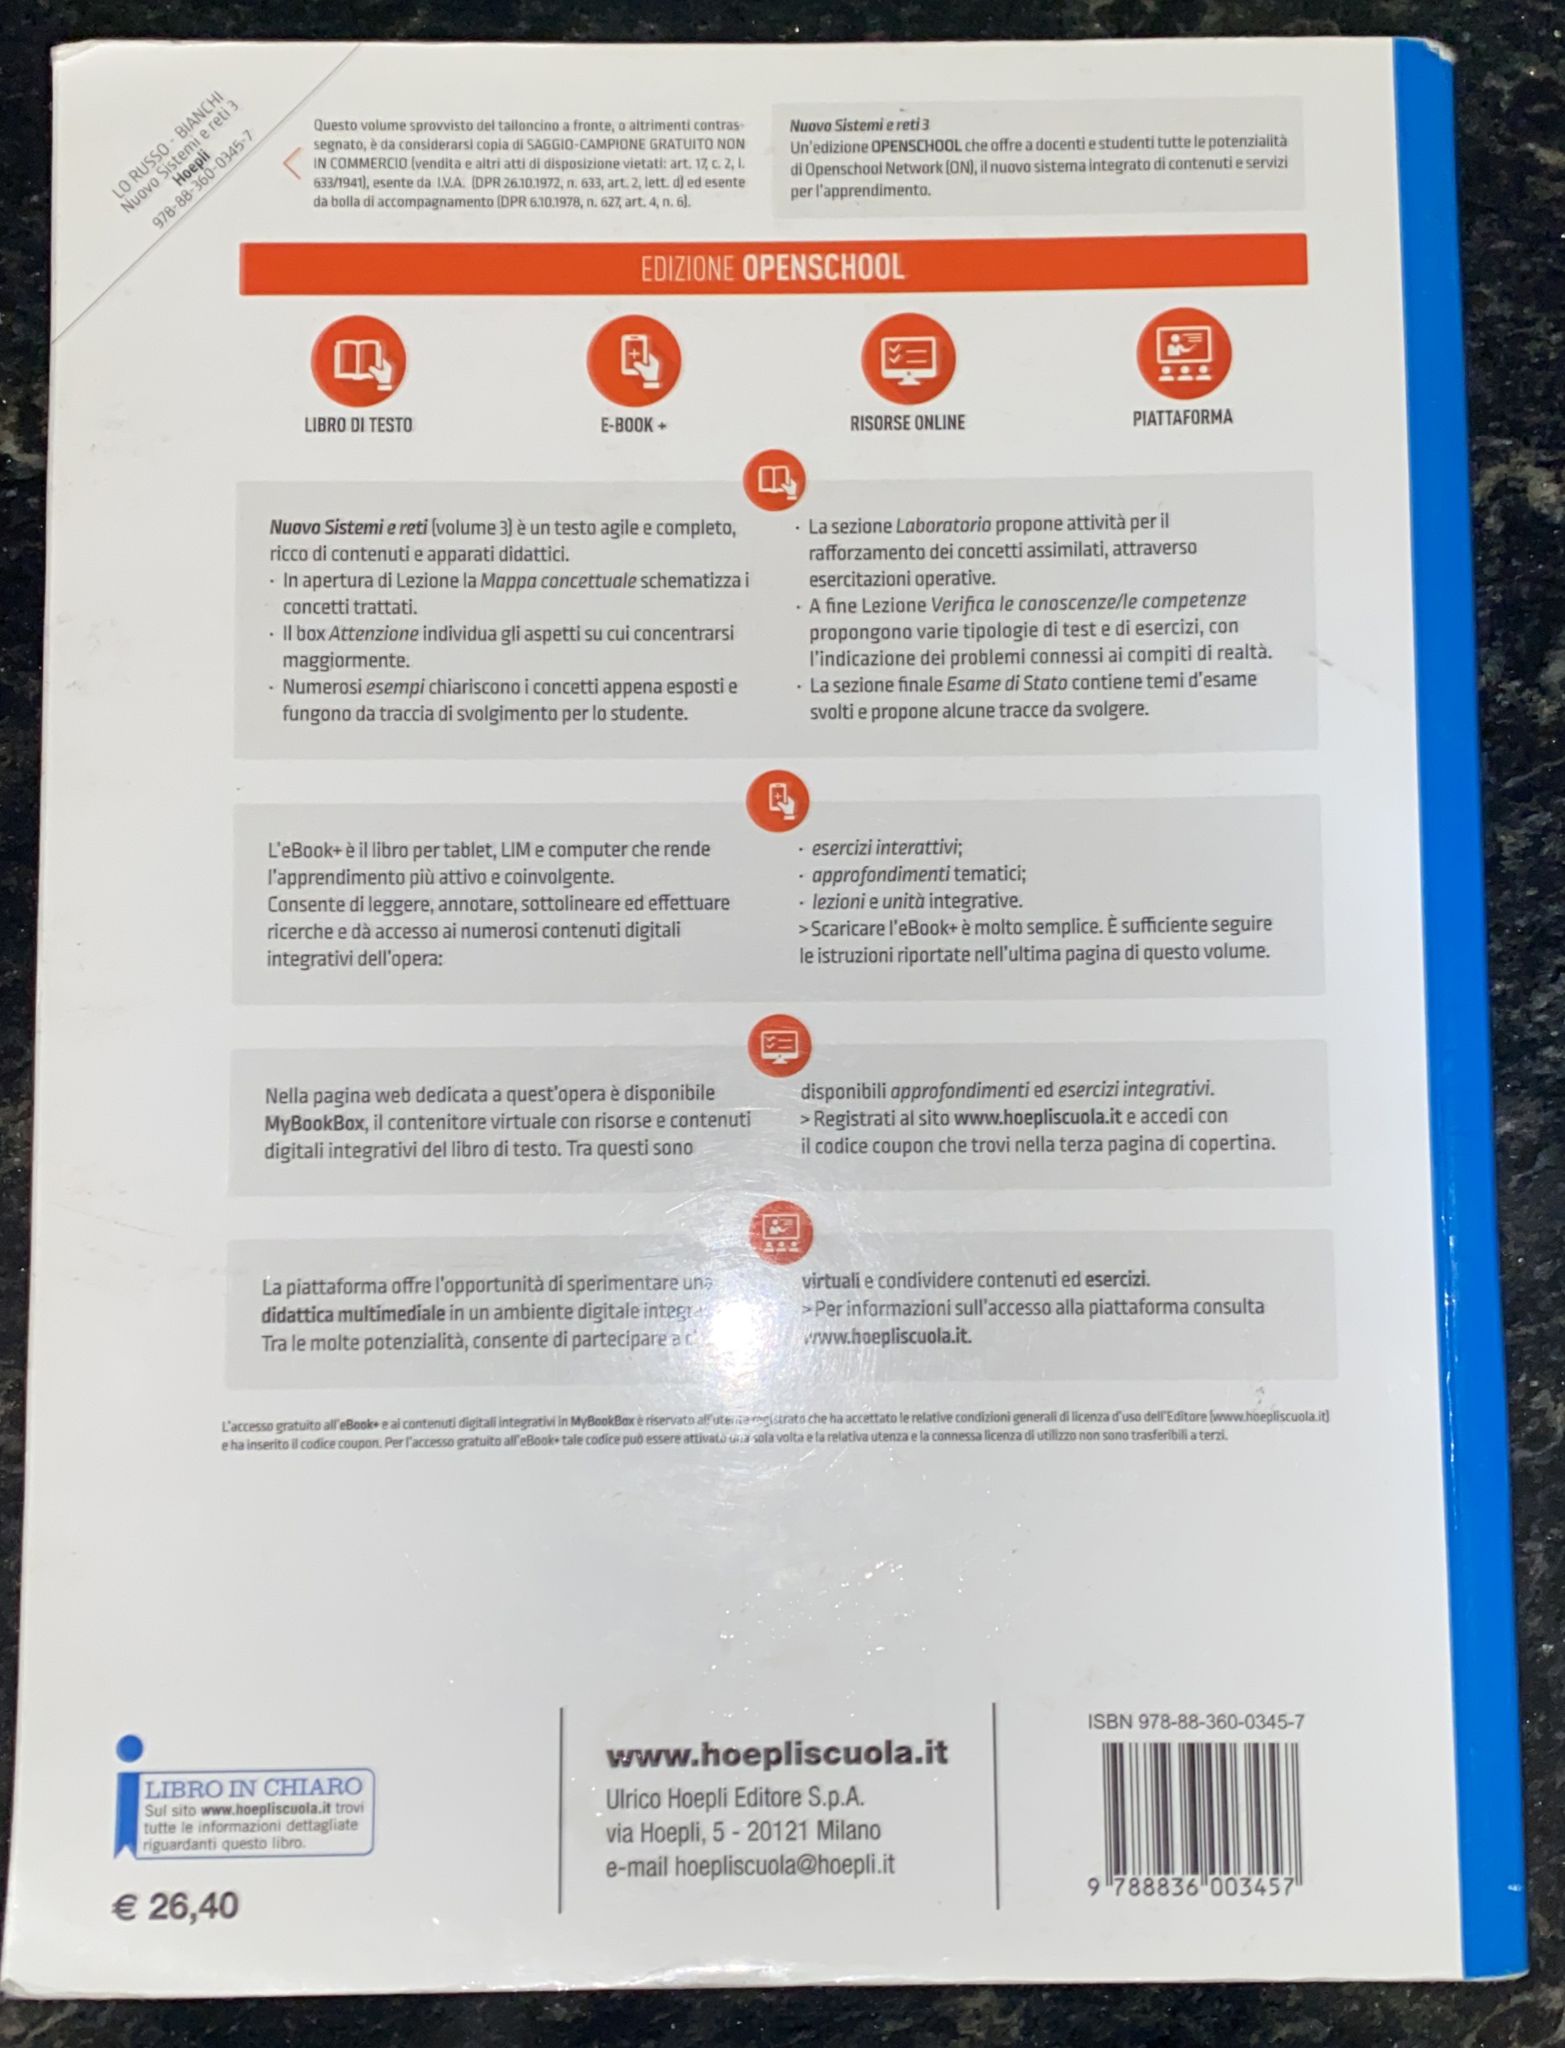 LO RUSSO - BIANCHI
Nuovo Sistemi e reti 3
Hoepli
978-88-360-0345-7
Questo volume sprovvisto del talloncino a fronte, o altrimenti contras-
segnato, è da considerarsi copia di SAGGIO-CAMPIONE GRATUITO NON
IN COMMERCIO (vendita e altri atti di disposizione vietati: art. 17, c. 2, l.
633/1941), esente da I.V.A. (DPR 26.10.1972, n. 633, art. 2, lett. d) ed esente
da bolla di accompagnamento (DPR 6.10.1978, n. 627, art. 4, n. 6).
Nuovo Sistemi e reti 3
Un'edizione OPENSCHOOL che offre a docenti e studenti tutte le potenzialità
di Openschool Network (ON), il nuovo sistema integrato di contenuti e servizi
per l'apprendimento.
EDIZIONE OPENSCHOOL
LIBRO DI TESTO
E-BOOK +
RISORSE ONLINE
PIATTAFORMA
Nuovo Sistemi e reti (volume 3) è un testo agile e completo,
ricco di contenuti e apparati didattici.
· In apertura di Lezione la Mappa concettuale schematizza i
concetti trattati.
· Il box Attenzione individua gli aspetti su cui concentrarsi
maggiormente.
· Numerosi esempi chiariscono i concetti appena esposti e
fungono da traccia di svolgimento per lo studente.
· La sezione Laboratorio propone attività per il
rafforzamento dei concetti assimilati, attraverso
esercitazioni operative.
· A fine Lezione Verifica le conoscenze/le competenze
propongono varie tipologie di test e di esercizi, con
l'indicazione dei problemi connessi ai compiti di realtà.
· La sezione finale Esame di Stato contiene temi d'esame
svolti e propone alcune tracce da svolgere.
L'eBook+ è il libro per tablet, LIM e computer che rende
l'apprendimento più attivo e coinvolgente.
Consente di leggere, annotare, sottolineare ed effettuare
ricerche e dà accesso ai numerosi contenuti digitali
integrativi dell'opera:
· esercizi interattivi;
· approfondimenti tematici;
· lezioni e unità integrative.
> Scaricare l'eBook+ è molto semplice. È sufficiente seguire
le istruzioni riportate nell'ultima pagina di questo volume.
Nella pagina web dedicata a quest'opera è disponibile
MyBookBox, il contenitore virtuale con risorse e contenuti
digitali integrativi del libro di testo. Tra questi sono
disponibili approfondimenti ed esercizi integrativi.
> Registrati al sito www.hoepliscuola.it e accedi con
il codice coupon che trovi nella terza pagina di copertina.
La piattaforma offre l'opportunità di sperimentare una
didattica multimediale in un ambiente digitale
Tra le molte potenzialità, consente di partecipare a
virtuali e condividere contenuti ed esercizi.
> Per informazioni sull'accesso alla piattaforma consulta
www.hoepliscuola.it.
L'accesso gratuito all'eBook+ e ai contenuti digitali integrativi in MyBookBox è riservato all'utente registrato che ha accettato le relative condizioni generali di licenza d'uso dell'Editore (www.hoepliscuola.it)
e ha inserito il codice coupon. Per l'accesso gratuito all'eBook+ tale codice può essere attivato una sola volta e la relativa utenza e la connessa licenza di utilizzo non sono trasferibili a terzi.
LIBRO IN CHIARO
Sul sito www.hoepliscuola.it trovi
tutte le informazioni dettagliate
riguardanti questo libro.
€ 26,40
www.hoepliscuola.it
Ulrico Hoepli Editore S.p.A.
via Hoepli, 5 - 20121 Milano
e-mail hoepliscuola@hoepli.it
ISBN 978-88-360-0345-7
9 788836 003457